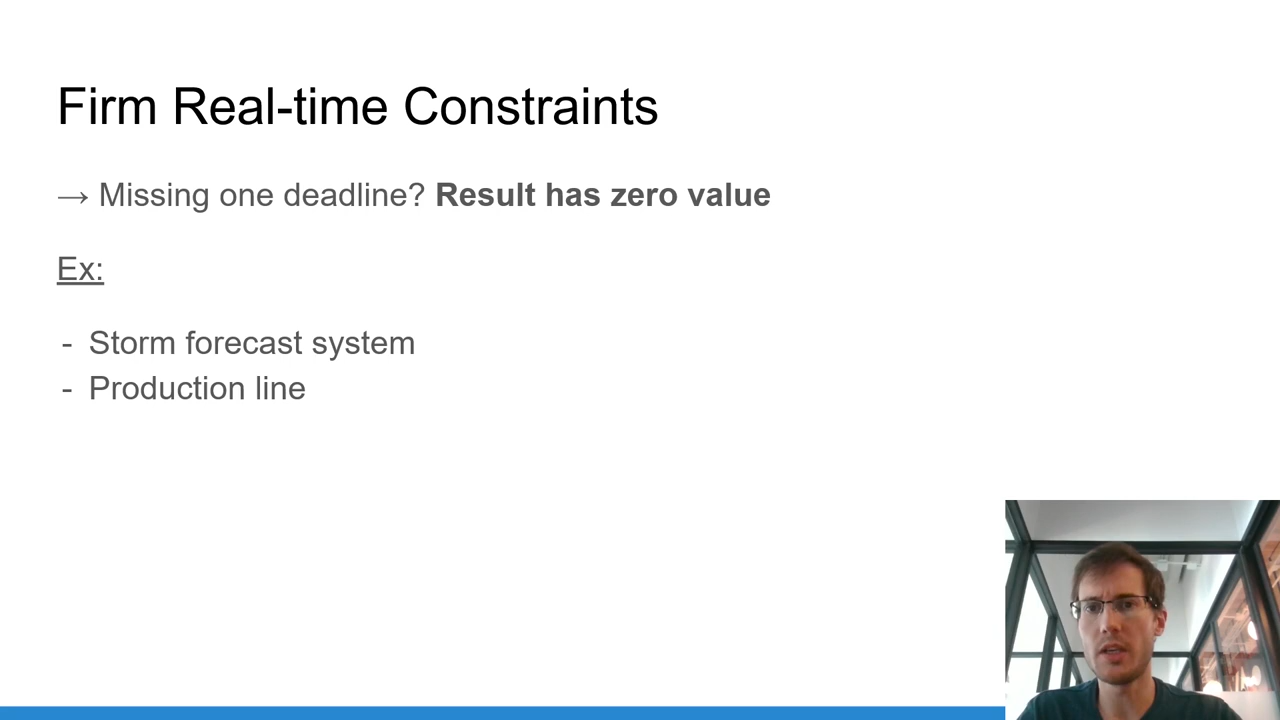 Firm Real-time Constraints
→ Missing one deadline? Result has zero value
Ex:
- Storm forecast system
- Production line